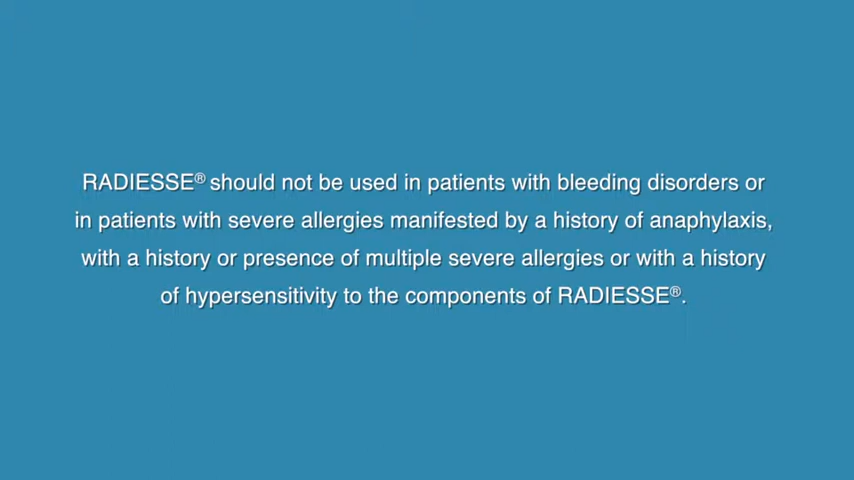 RADIESSE® should not be used in patients with bleeding disorders or
in patients with severe allergies manifested by a history of anaphylaxis,
with a history or presence of multiple severe allergies or with a history
of hypersensitivity to the components of RADIESSE®.